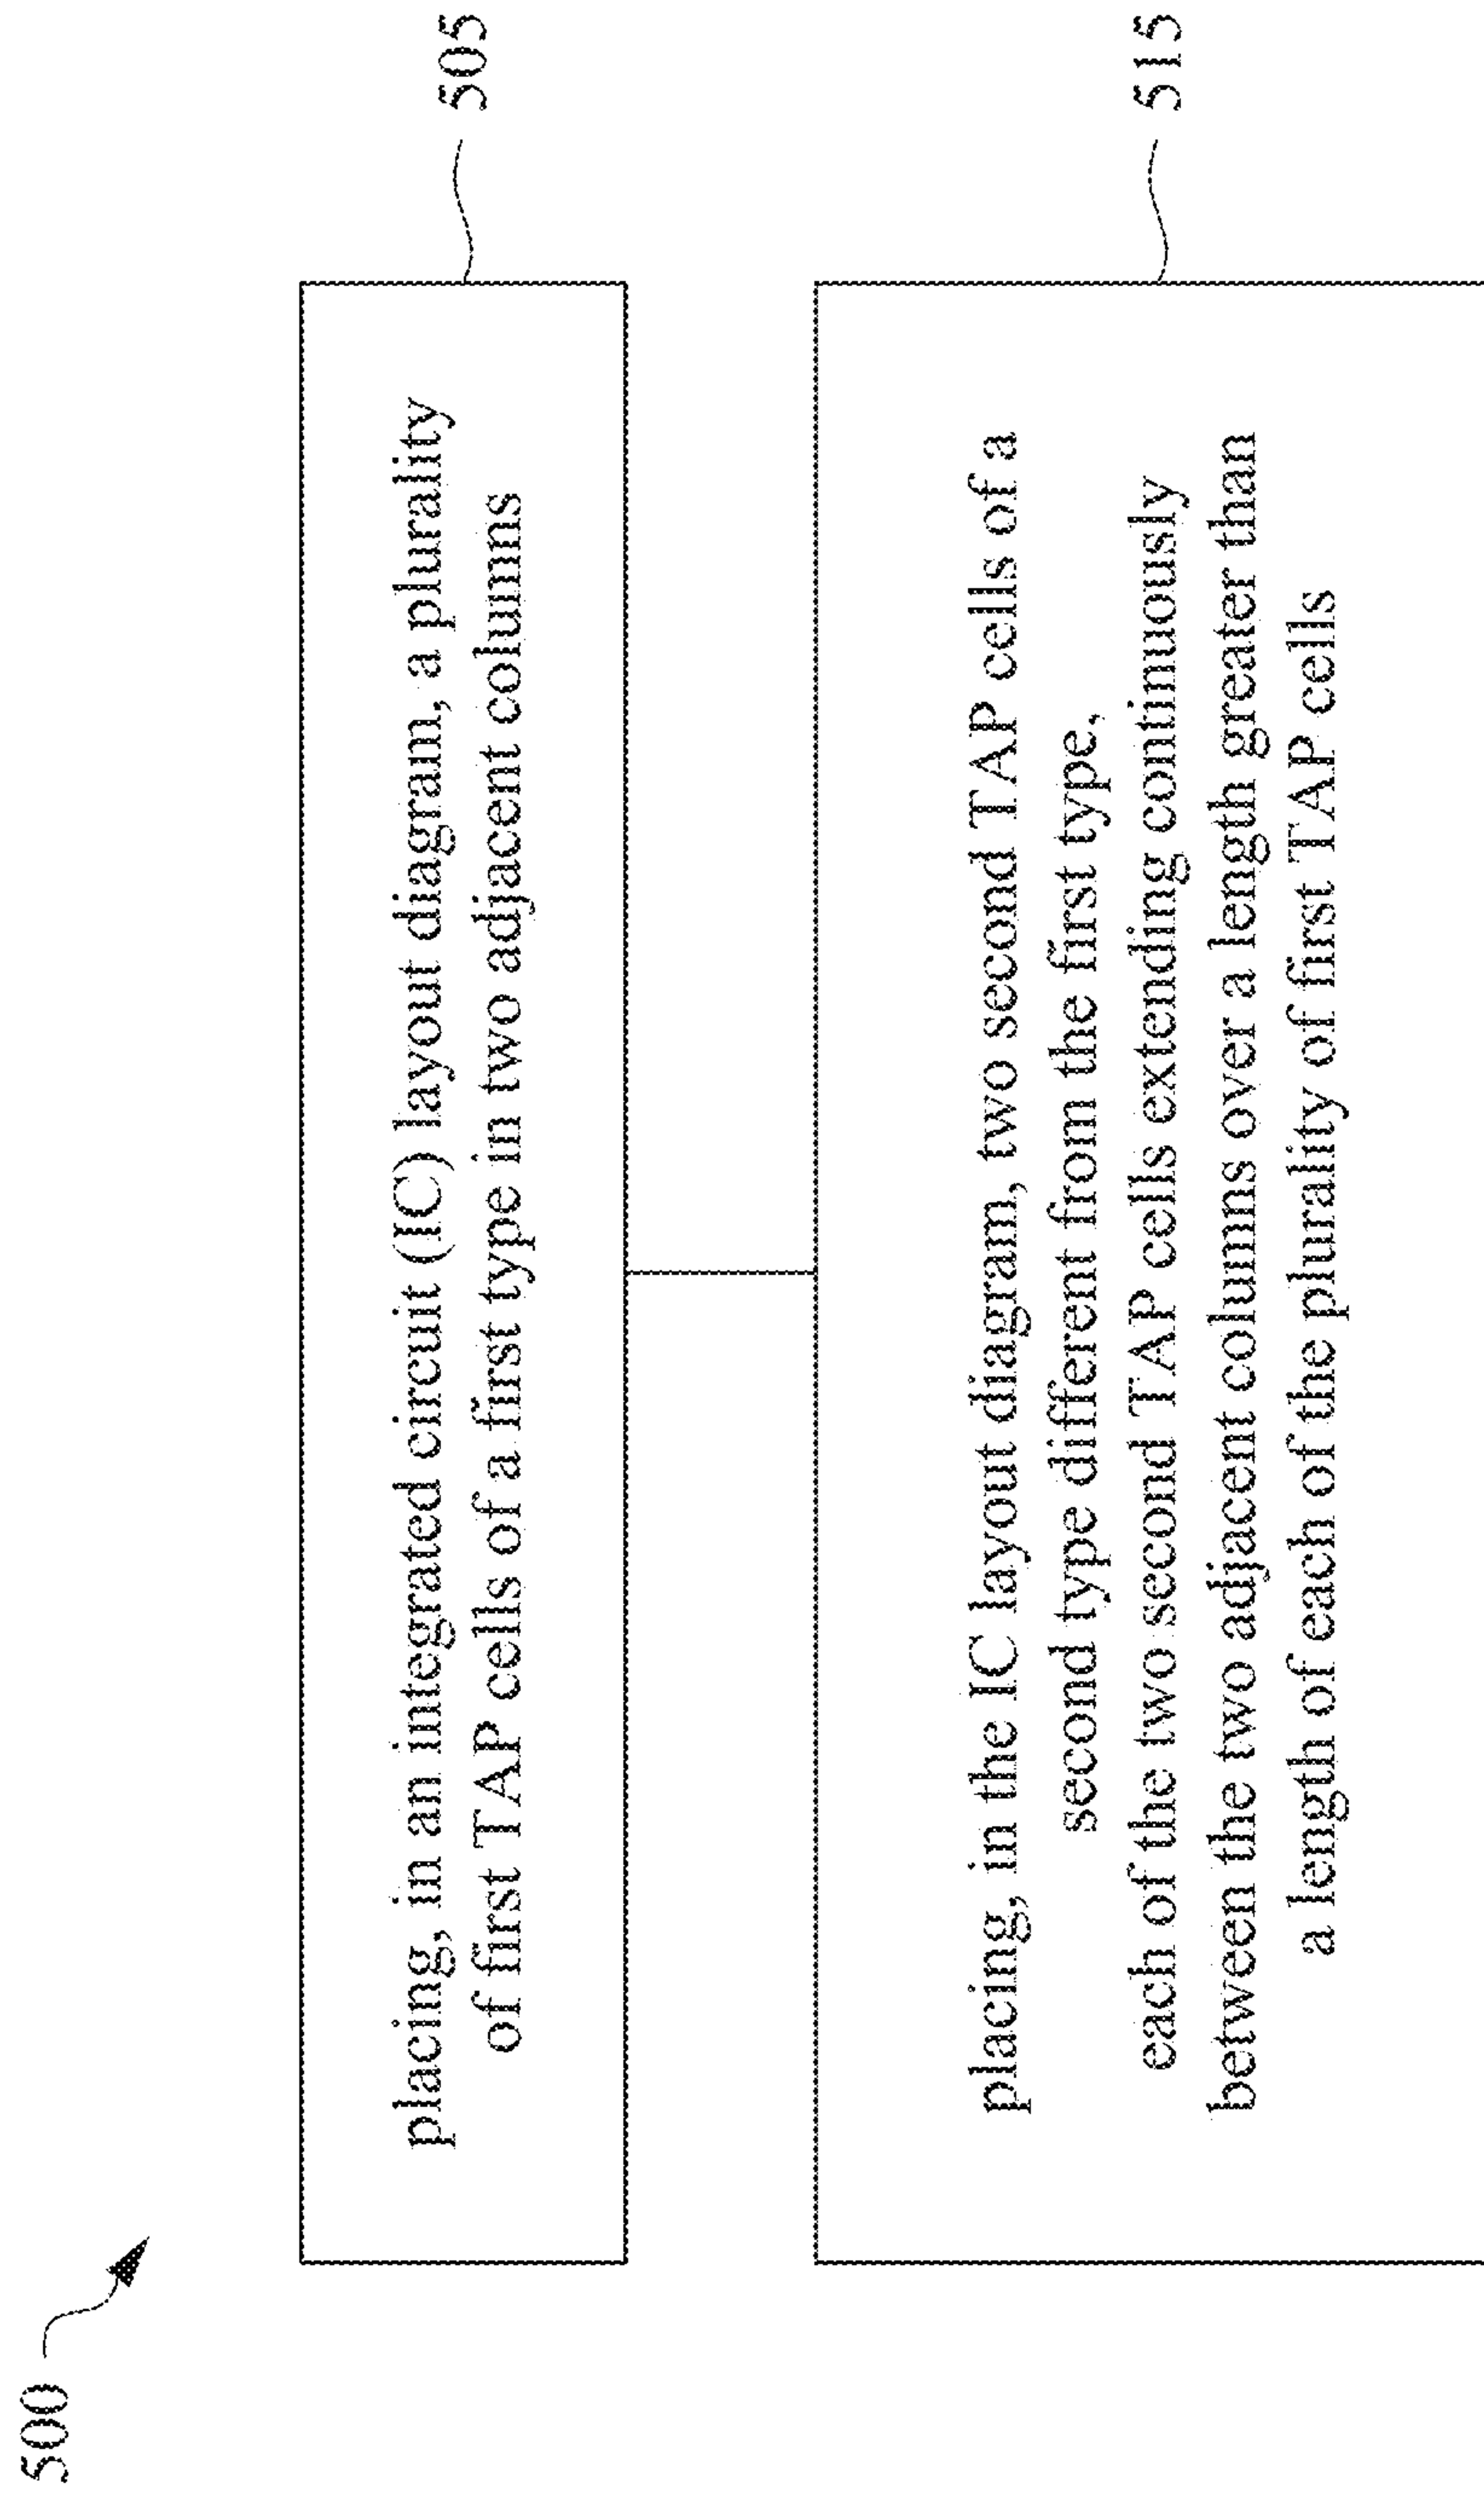 500
505
placing, in an integrated circuit (IC) layout diagram, a plurality
of first TAP cells of a first type in two adjacent columns
515
placing, in the IC layout diagram, two second TAP cells of a
second type different from the first type,
each of the two second TAP cells extending continuously
between the two adjacent columns over a length greater than
a length of each of the plurality of first TAP cells